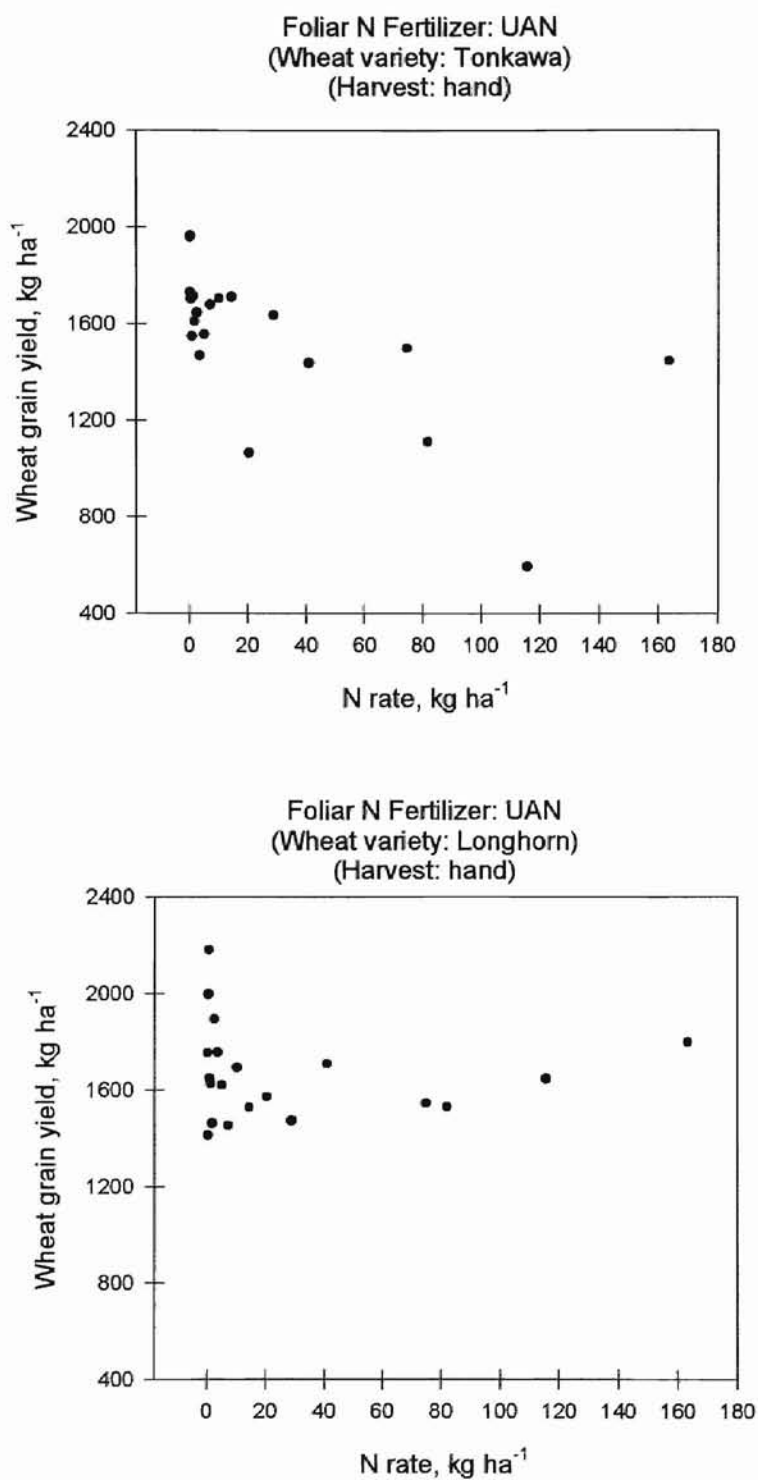 Foliar N Fertilizer: UAN
(Wheat variety: Tonkawa)
(Harvest: hand)
Wheat grain yield, kg ha⁻¹
2400
2000
1600
1200
800
400
0 20 40 60 80 100 120 140 160 180
N rate, kg ha⁻¹
Foliar N Fertilizer: UAN
(Wheat variety: Longhorn)
(Harvest: hand)
Wheat grain yield, kg ha⁻¹
2400
2000
1600
1200
800
400
0 20 40 60 80 100 120 140 160 180
N rate, kg ha⁻¹